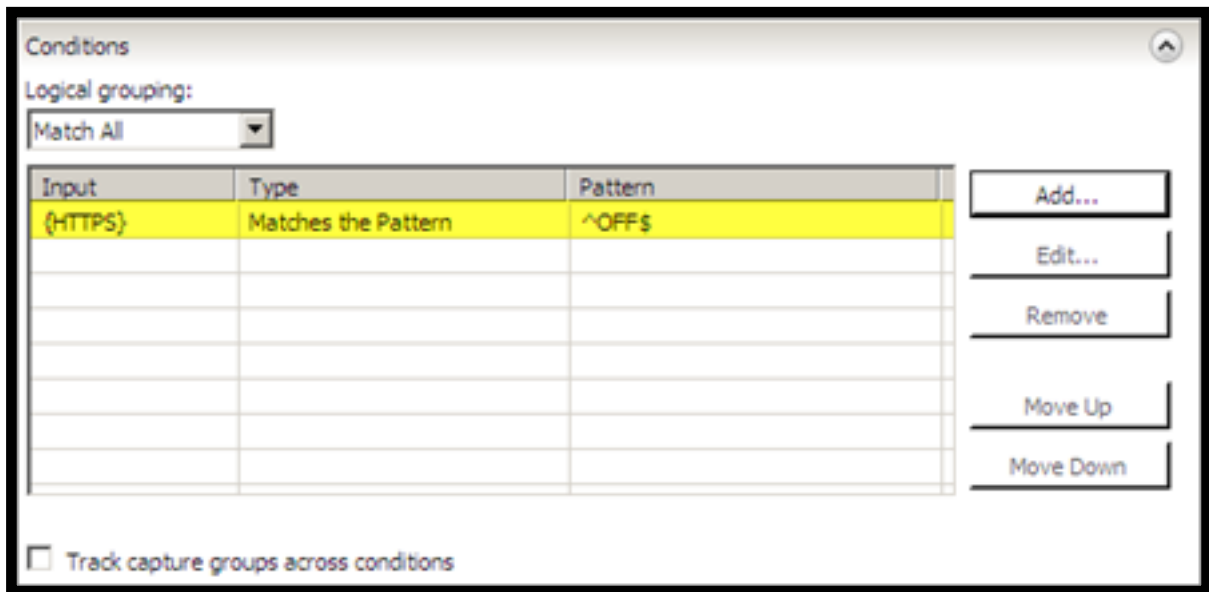 Conditions
Logical grouping:
Match All
Input Type Pattern
{HTTPS} Matches the Pattern ^OFF$
Add...
Edit...
Remove
Move Up
Move Down
Track capture groups across conditions